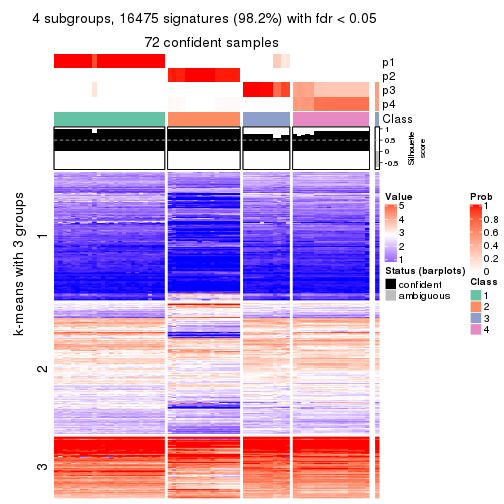 4 subgroups, 16475 signatures (98.2%) with fdr < 0.05
72 confident samples
p1
p2
p3
p4
Class
1
0.5
0
-0.5
Silhouette
score
k-means with 3 groups
1
2
3
Value
5
4
3
2
1
Status (barplots)
confident
ambiguous
Prob
1
0.8
0.6
0.4
0.2
0
Class
1
2
3
4